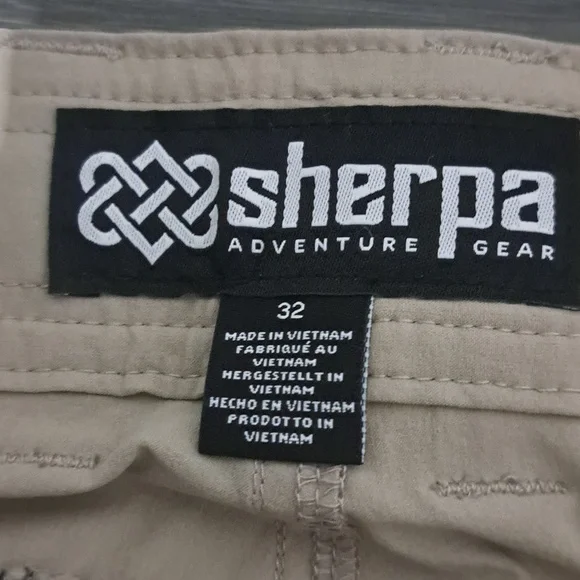 sherpa
ADVENTURE GEAR
32
MADE IN VIETNAM
FABRIQUÉ AU
VIETNAM
HERGESTELLT IN
VIETNAM
HECHO EN VIETNAM
PRODOTTO IN
VIETNAM